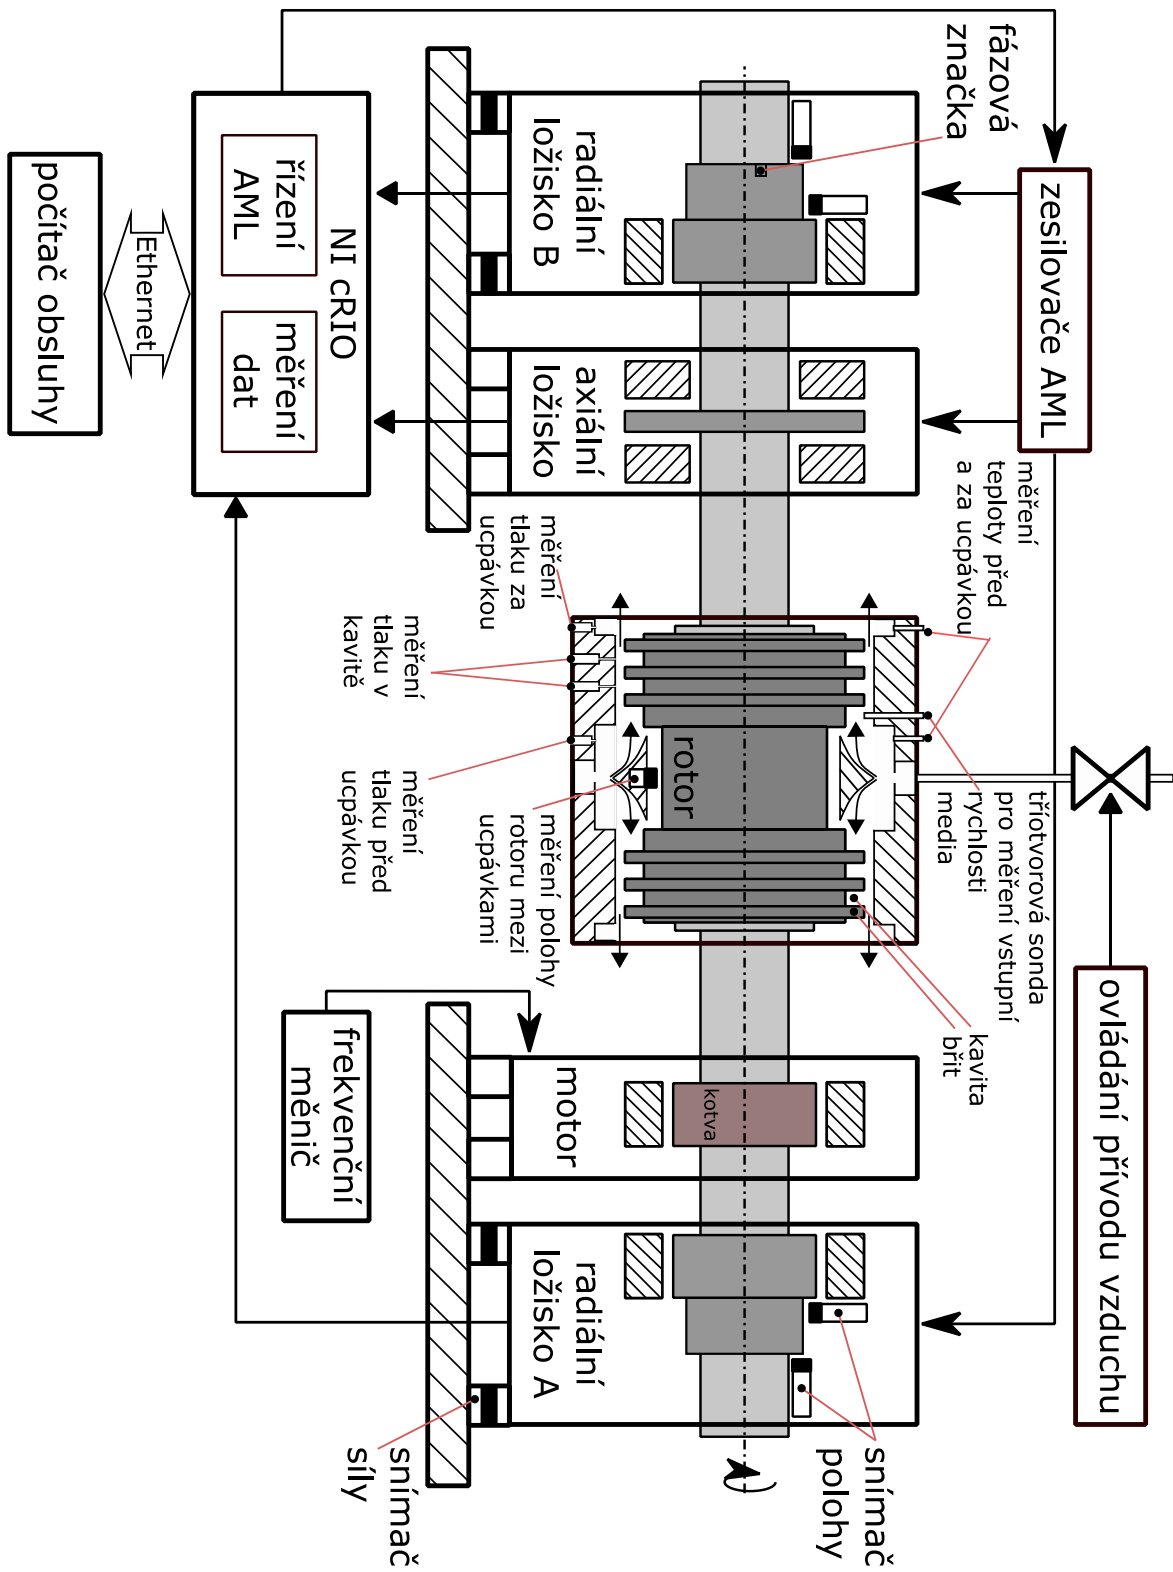 ovládání přívodu vzduchu
zesilovače AML
fázová
značka
měření
teploty před
a za ucpávkou
tříotvorová sonda
pro měření vstupní
rychlosti
media
kavita
břit
snímač
polohy
radiální
ložisko B
axiální
ložisko
rotor
motor
kotva
radiální
ložisko A
měření
tlaku za
ucpávkou
měření
tlaku v
kavitě
měření
tlaku před
ucpávkou
měření polohy
rotoru mezi
ucpávkami
snímač
síly
NI cRIO
řízení
AML
měření
dat
frekvenční
měnič
Ethernet
počítač obsluhy